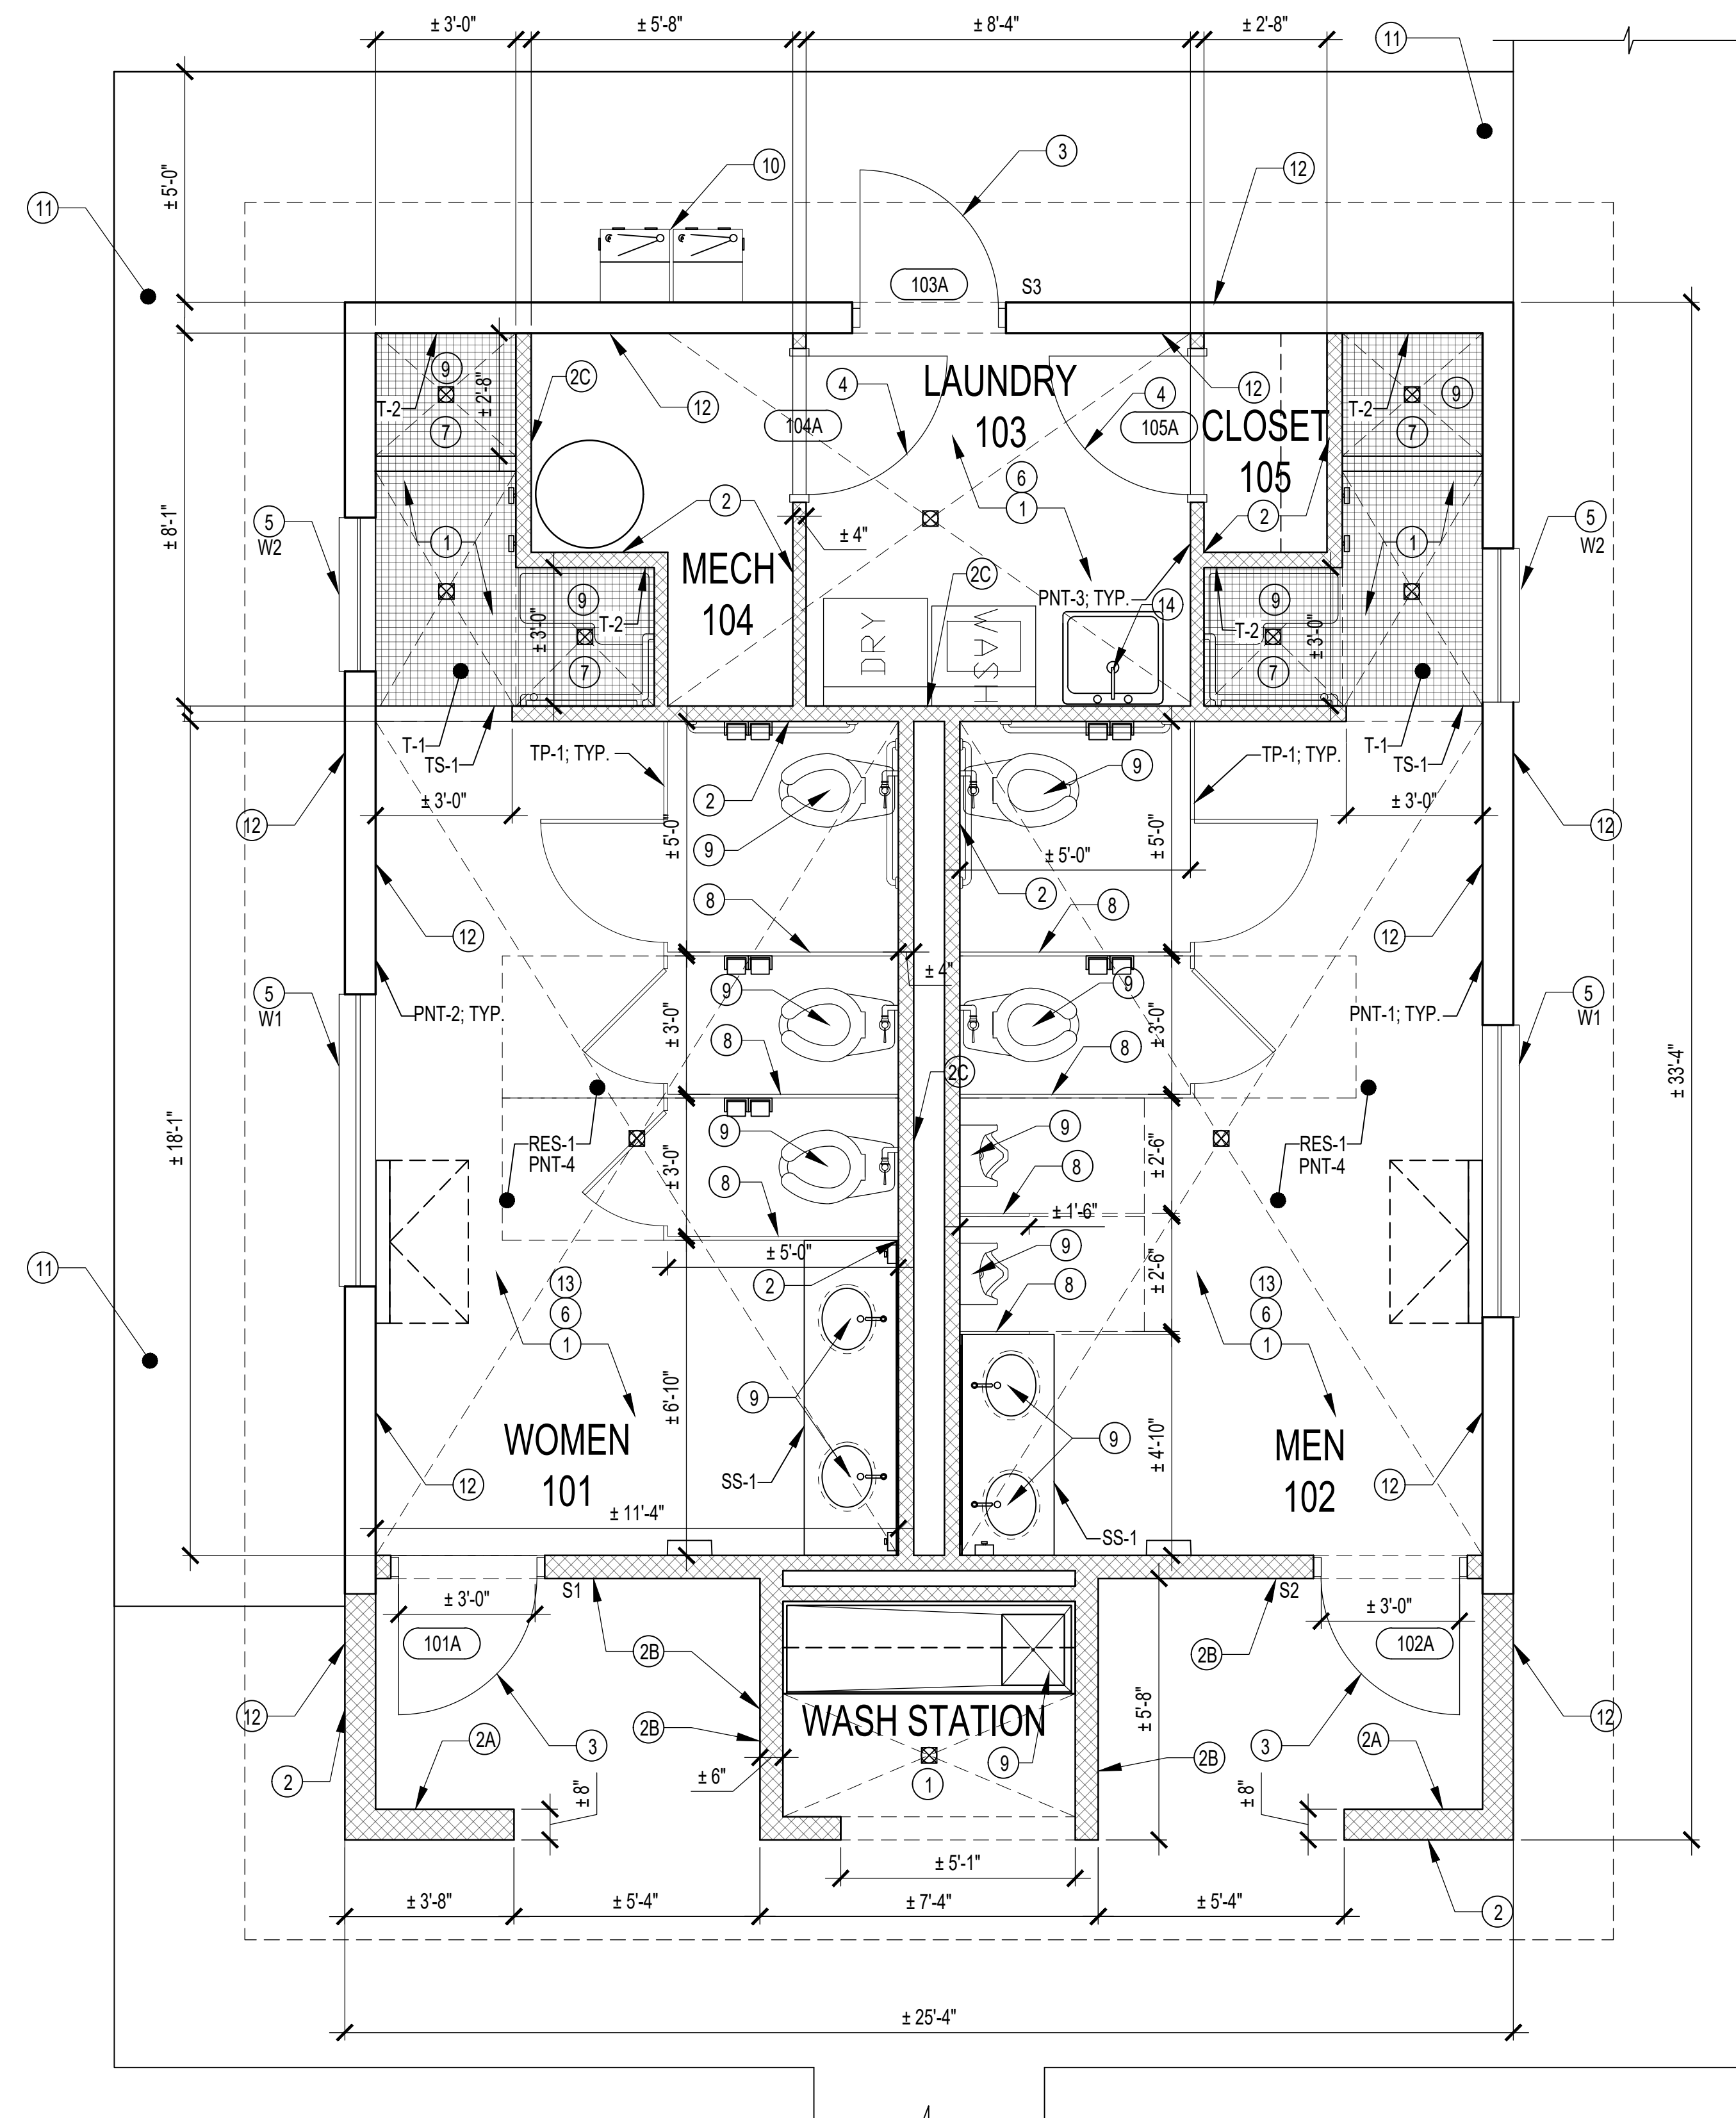 ± 3'-0"
± 5'-8"
± 8'-4"
± 2'-8"
11
3
10
12
± 5'-0"
11
103A
S3
9
2C
4
LAUNDRY
4
12
9
± 2'-8"
T-2
12
104A
103
105A
CLOSET
T-2
7
7
105
6
5
W2
2
1
2
5
W2
± 8'-1"
1
± 4"
1
MECH
2C
9
PNT-3; TYP.
14
9
104
± 3'-0"
T-2
DRY
WASH
T-2
± 3'-0"
7
7
T-1
TP-1; TYP.
TP-1; TYP.
T-1
TS-1
9
TS-1
± 3'-0"
2
± 3'-0"
12
± 5'-0"
9
± 5'-0"
± 5'-0"
12
8
2
8
12
12
± 4"
5
W1
9
9
5
W1
PNT-2; TYP.
PNT-1; TYP.
± 3'-0"
8
8
± 3'-0"
2C
± 33'-4"
± 18'-1"
RES-1
PNT-4
9
9
RES-1
PNT-4
± 3'-0"
8
8
± 2'-6"
± 1'-6"
± 5'-0"
9
11
13
6
1
2
8
± 2'-6"
13
6
1
± 6'-10"
9
9
± 4'-10"
WOMEN
101
MEN
102
12
SS-1
12
± 11'-4"
SS-1
± 3'-0"
S1
S2
± 3'-0"
101A
2B
2B
102A
12
WASH STATION
± 5'-8"
12
2A
3
2B
9
2B
3
2A
2
± 8"
± 6"
1
± 8"
± 5'-1"
± 3'-8"
± 5'-4"
± 7'-4"
± 5'-4"
2
± 25'-4"